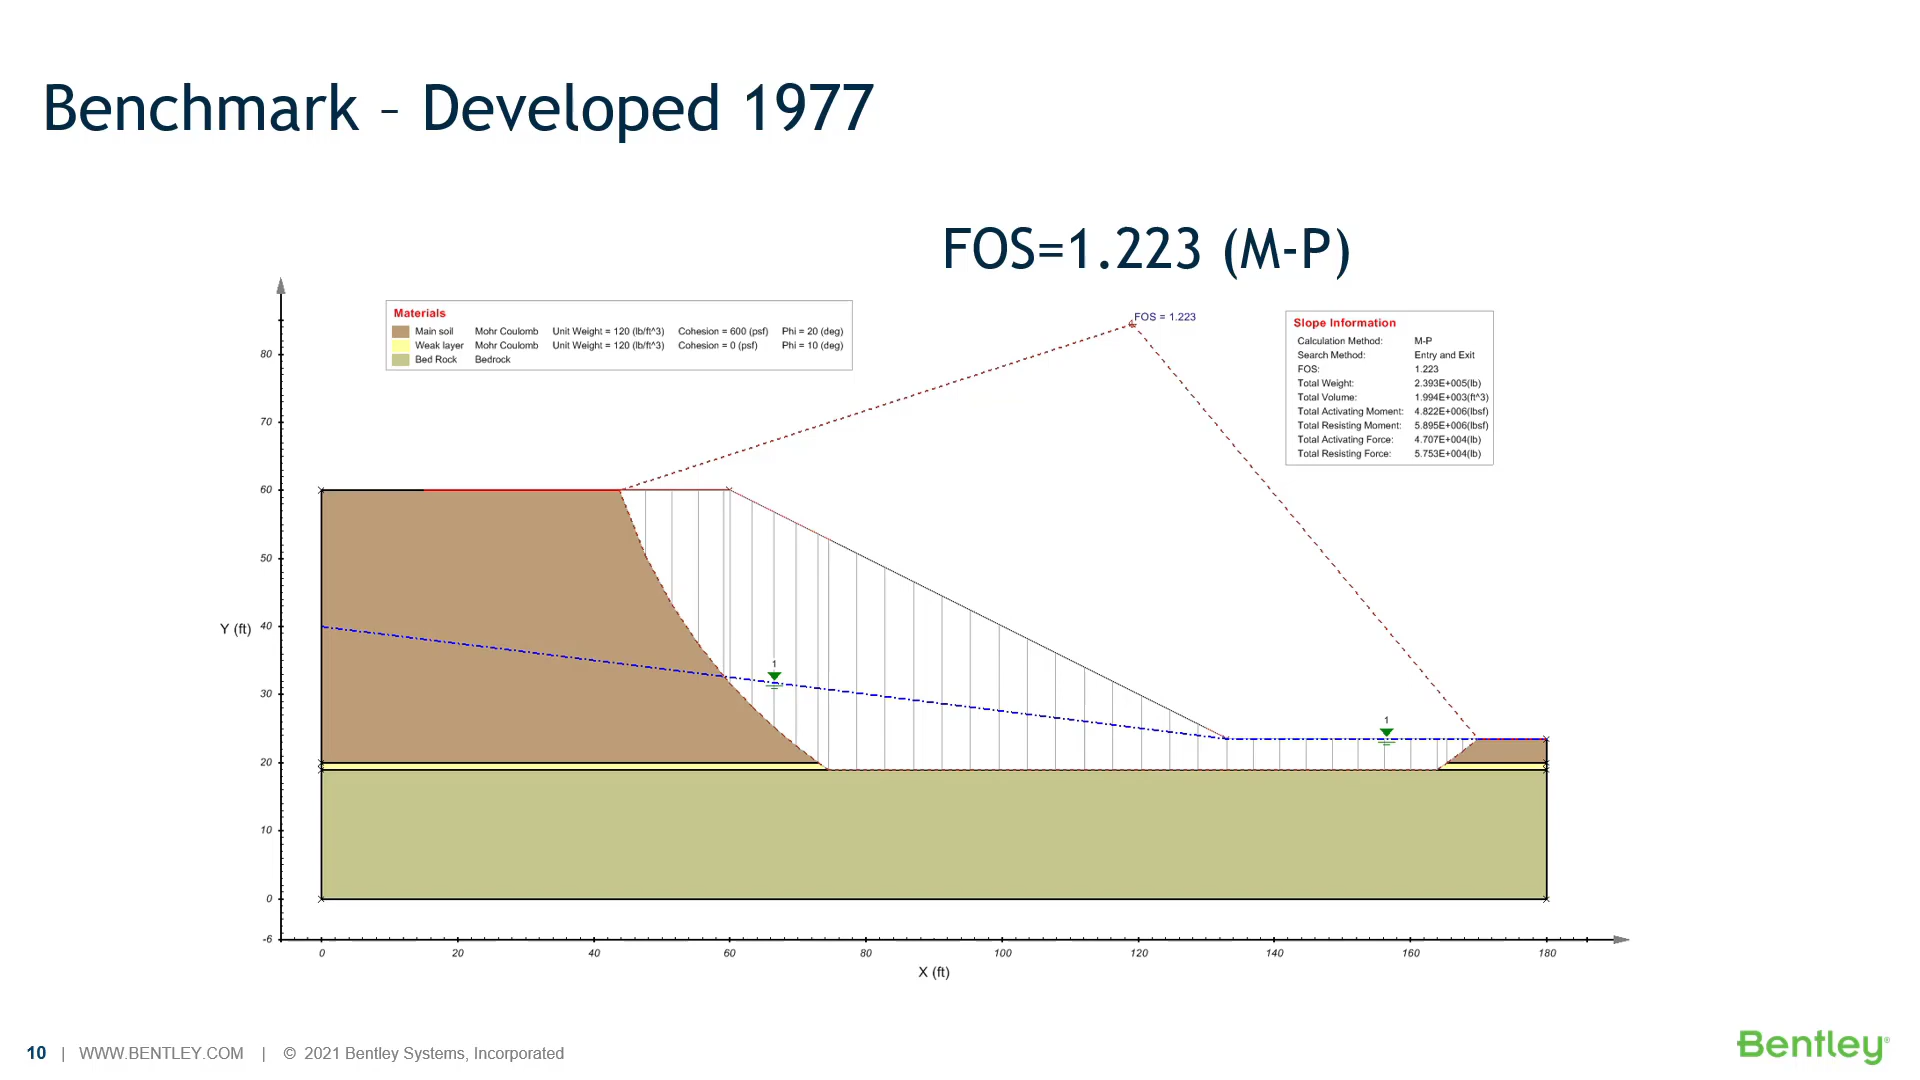 Benchmark – Developed 1977
FOS=1.223 (M-P)
Materials
Main soil Mohr Coulomb Unit Weight = 120 (lb/ft^3) Cohesion = 600 (psf) Phi = 20 (deg)
Weak layer Mohr Coulomb Unit Weight = 120 (lb/ft^3) Cohesion = 0 (psf) Phi = 10 (deg)
Bed Rock Bedrock
FOS = 1.223
Slope Information
Calculation Method: M-P
Search Method: Entry and Exit
FOS: 1.223
Total Weight: 2.393E+005(lb)
Total Volume: 1.994E+003(ft^3)
Total Activating Moment: 4.822E+006(lbsf)
Total Resisting Moment: 5.895E+006(lbsf)
Total Activating Force: 4.707E+004(lb)
Total Resisting Force: 5.753E+004(lb)
80
70
60
50
Y (ft) 40
30
20
10
0
-6
1
1
0 20 40 60 80 100 120 140 160 180
X (ft)
10 | WWW.BENTLEY.COM | © 2021 Bentley Systems, Incorporated
Bentley®